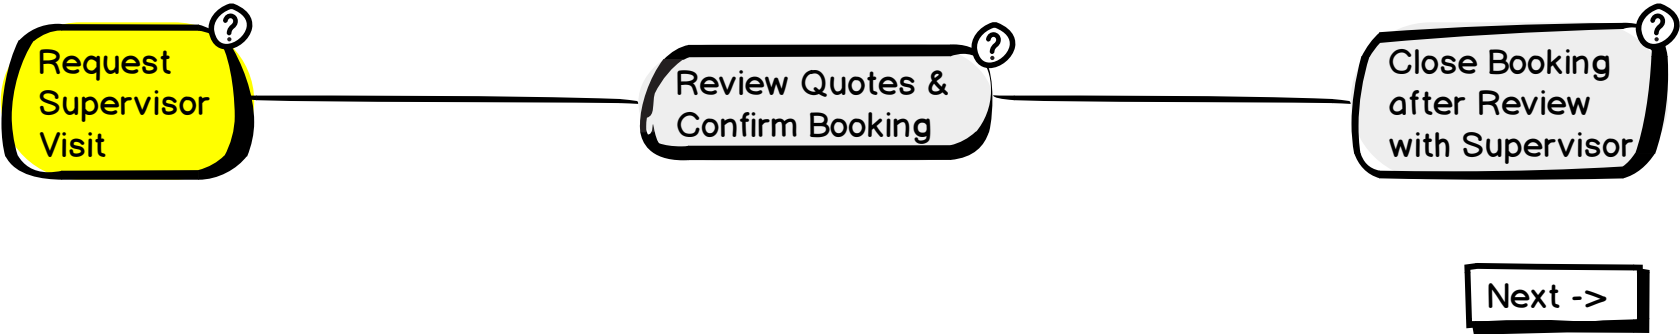 ?
Request
Supervisor
Visit
?
Review Quotes &
Confirm Booking
?
Close Booking
after Review
with Supervisor
Next ->